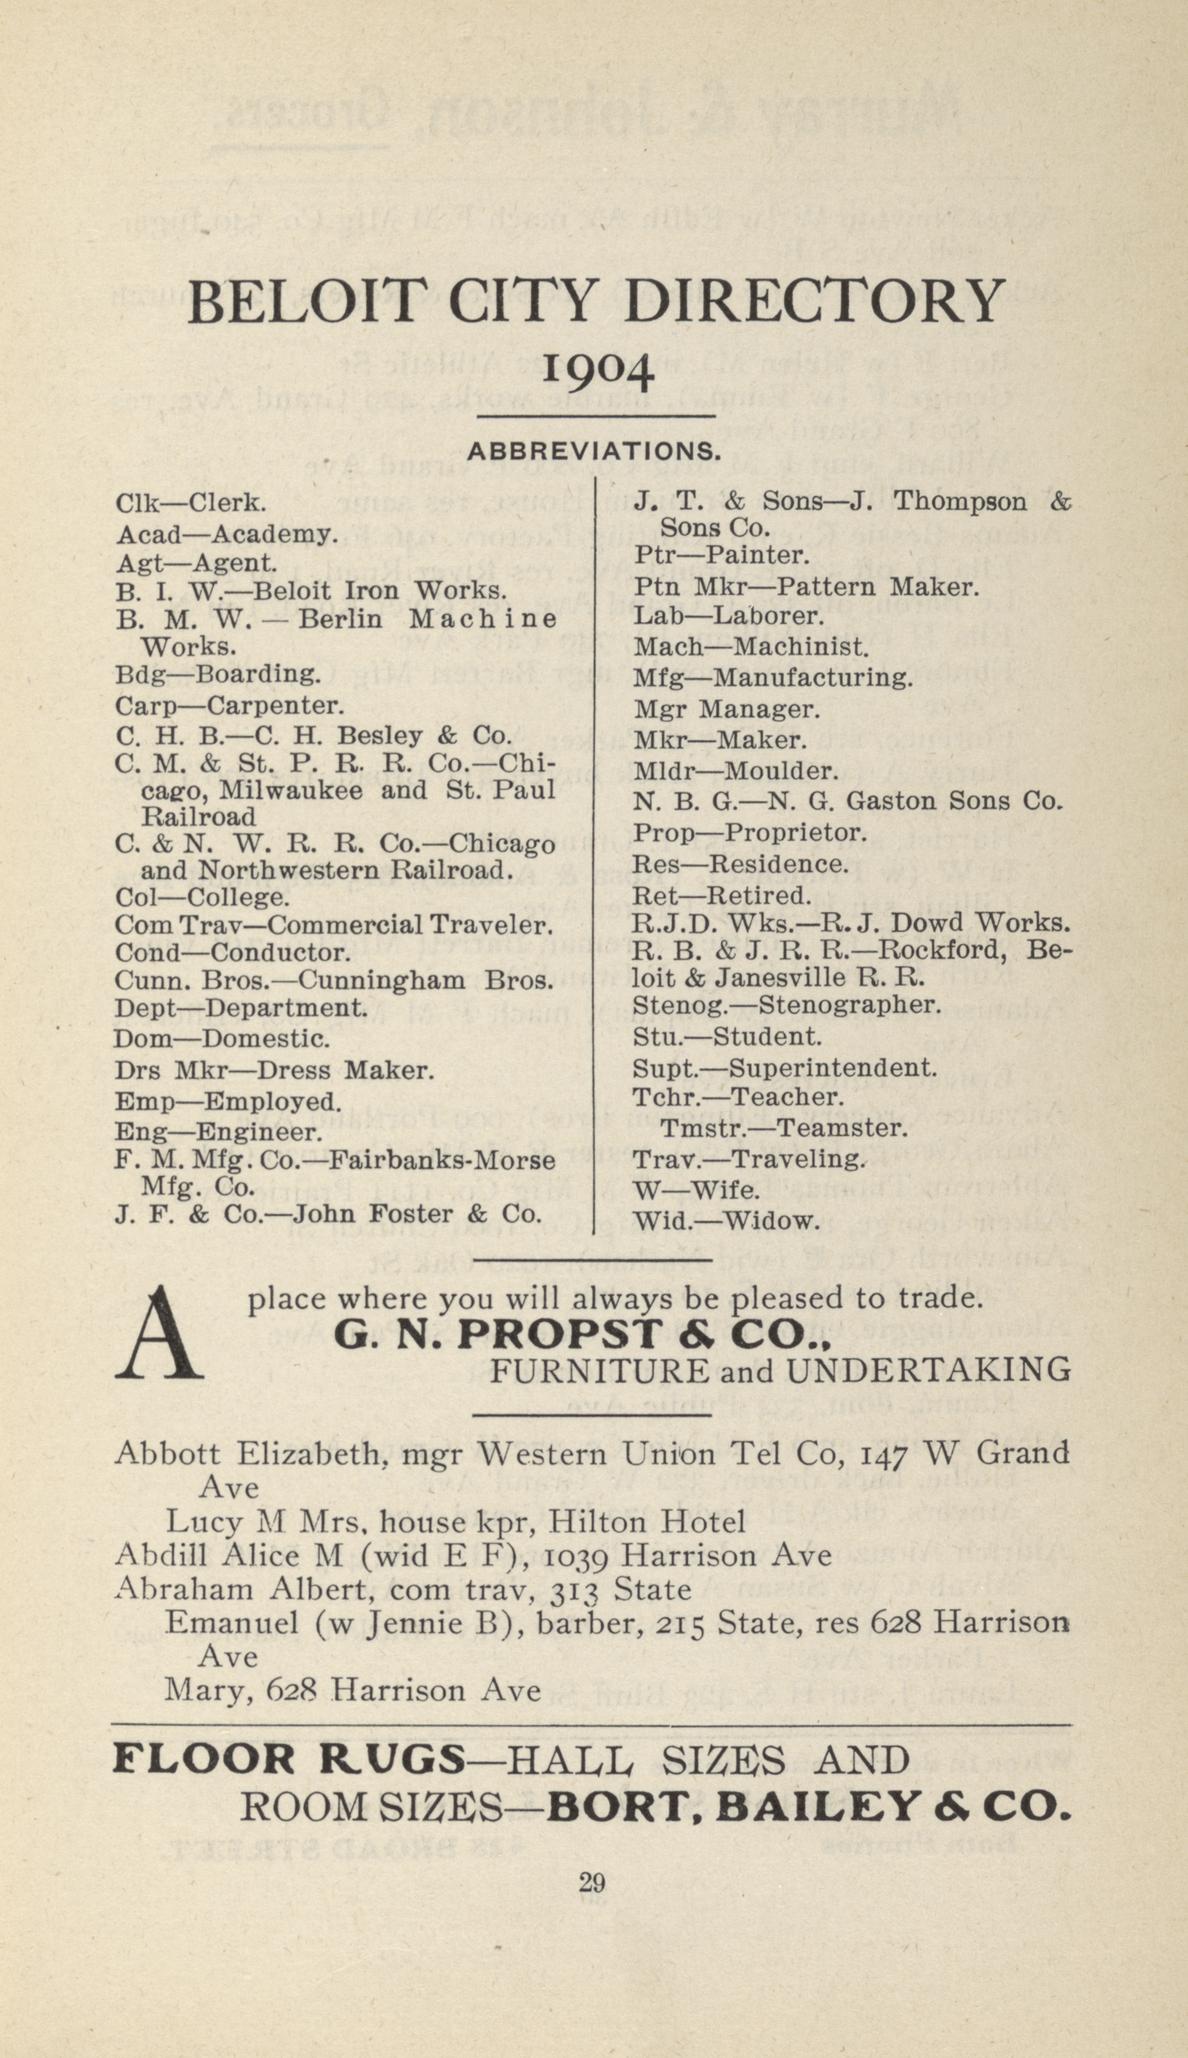 BELOIT CITY DIRECTORY
1904
ABBREVIATIONS.
Clk—Clerk.
Acad—Academy.
Agt—Agent.
B. I. W.—Beloit Iron Works.
B. M. W. — Berlin Machine
Works.
Bdg—Boarding.
Carp—Carpenter.
C. H. B.—C. H. Besley & Co.
C. M. & St. P. R. R. Co.—Chi-
cago, Milwaukee and St. Paul
Railroad
C. & N. W. R. R. Co.—Chicago
and Northwestern Railroad.
Col—College.
Com Trav—Commercial Traveler.
Cond—Conductor.
Cunn. Bros.—Cunningham Bros.
Dept—Department.
Dom—Domestic.
Drs Mkr—Dress Maker.
Emp—Employed.
Eng—Engineer.
F. M. Mfg. Co.—Fairbanks-Morse
Mfg. Co.
J. F. & Co.—John Foster & Co.
J. T. & Sons—J. Thompson &
Sons Co.
Ptr—Painter.
Ptn Mkr—Pattern Maker.
Lab—Laborer.
Mach—Machinist.
Mfg—Manufacturing.
Mgr Manager.
Mkr—Maker.
Mldr—Moulder.
N. B. G.—N. G. Gaston Sons Co.
Prop—Proprietor.
Res—Residence.
Ret—Retired.
R.J.D. Wks.—R. J. Dowd Works.
R. B. & J. R. R.—Rockford, Be-
loit & Janesville R. R.
Stenog.—Stenographer.
Stu.—Student.
Supt.—Superintendent.
Tchr.—Teacher.
Tmstr.—Teamster.
Trav.—Traveling.
W—Wife.
Wid.—Widow.
A place where you will always be pleased to trade.
G. N. PROPST & CO.,
FURNITURE and UNDERTAKING
Abbott Elizabeth, mgr Western Union Tel Co, 147 W Grand
Ave
Lucy M Mrs, house kpr, Hilton Hotel
Abdill Alice M (wid E F), 1039 Harrison Ave
Abraham Albert, com trav, 313 State
Emanuel (w Jennie B), barber, 215 State, res 628 Harrison
Ave
Mary, 628 Harrison Ave
FLOOR RUGS—HALL SIZES AND
ROOM SIZES—BORT, BAILEY & CO.
29